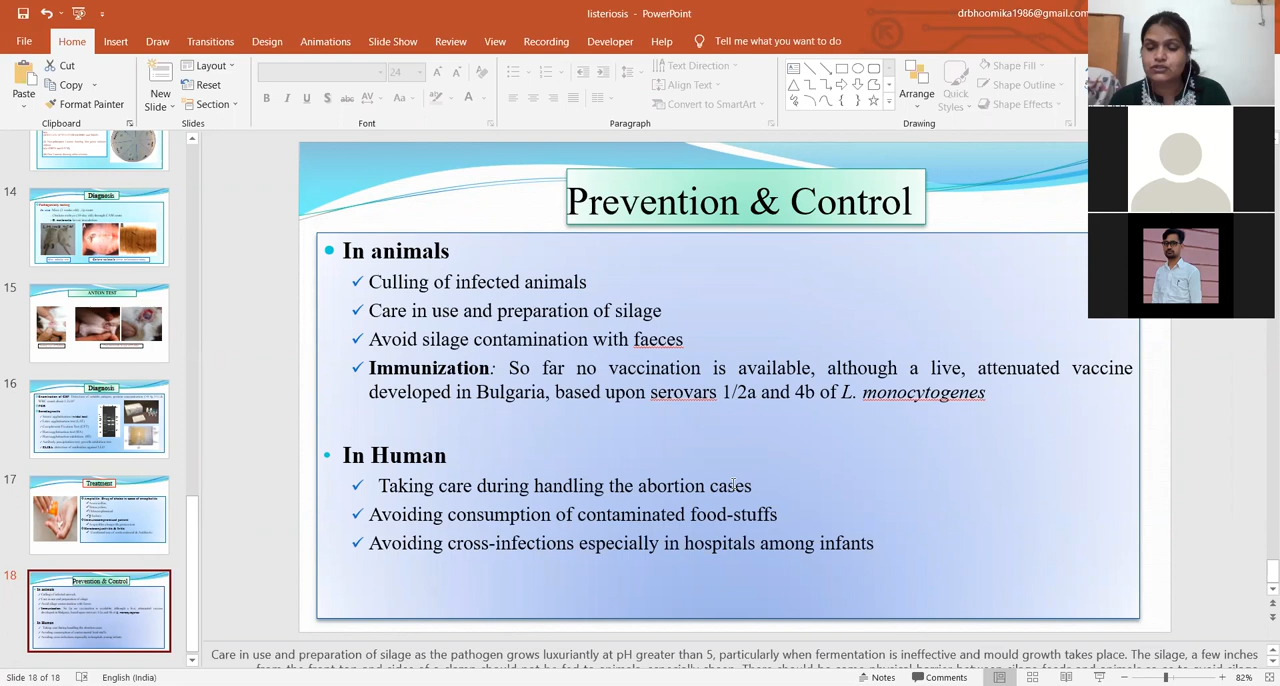 listeriosis - PowerPoint
drbhoomika1986@gmail.com
File Home Insert Draw Transitions Design Animations Slide Show Review View Recording Developer Help Tell me what you want to do
Cut
Copy
Format Painter
Paste
Clipboard
New
Slide
Layout
Reset
Section
Slides
24
B I U S abc AV Aa A
Font
Text Direction
Align Text
Convert to SmartArt
Paragraph
Arrange
Quick
Styles
Drawing
Shape Fill
Shape Outline
Shape Effects
14
Diagnosis
15
ANTON TEST
16
Diagnosis
17
Treatment
18
Prevention & Control
Prevention & Control
In animals
Culling of infected animals
Care in use and preparation of silage
Avoid silage contamination with faeces
Immunization: So far no vaccination is available, although a live, attenuated vaccine
developed in Bulgaria, based upon serovars 1/2a and 4b of L. monocytogenes
In Human
Taking care during handling the abortion cases
Avoiding consumption of contaminated food-stuffs
Avoiding cross-infections especially in hospitals among infants
Care in use and preparation of silage as the pathogen grows luxuriantly at pH greater than 5, particularly when fermentation is ineffective and mould growth takes place. The silage, a few inches
Slide 18 of 18
English (India)
Notes
Comments
82%